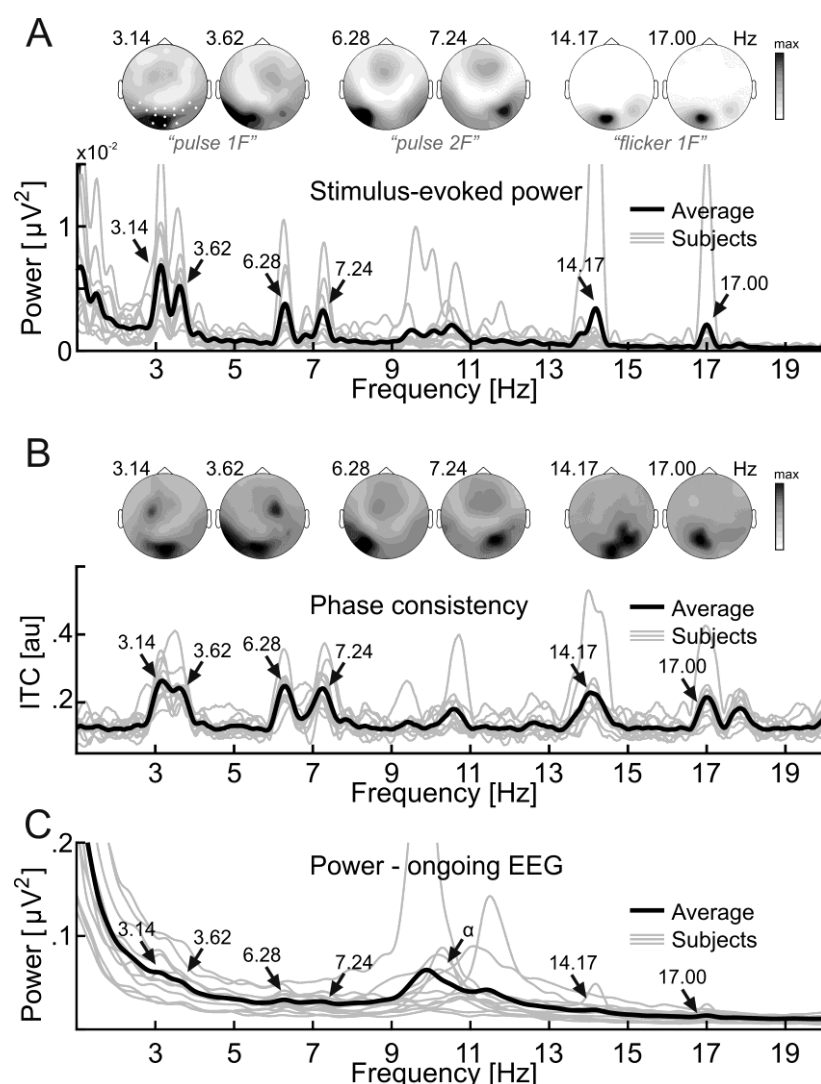 A
3.14 3.62 6.28 7.24 14.17 17.00 Hz max
"pulse 1F" "pulse 2F" "flicker 1F"
x10-2
Stimulus-evoked power
Average
Subjects
3.14 3.62 6.28 7.24 14.17 17.00
Power [ µV2]
1
0
3 5 7 9 11 13 15 17 19
Frequency [Hz]
B
3.14 3.62 6.28 7.24 14.17 17.00 Hz max
Phase consistency
Average
Subjects
3.14 3.62 6.28 7.24 14.17 17.00
ITC [au]
.4
.2
3 5 7 9 11 13 15 17 19
Frequency [Hz]
C
Power - ongoing EEG
Average
Subjects
3.14 3.62 6.28 7.24 α 14.17 17.00
Power [ µV2]
.2
.1
3 5 7 9 11 13 15 17 19
Frequency [Hz]